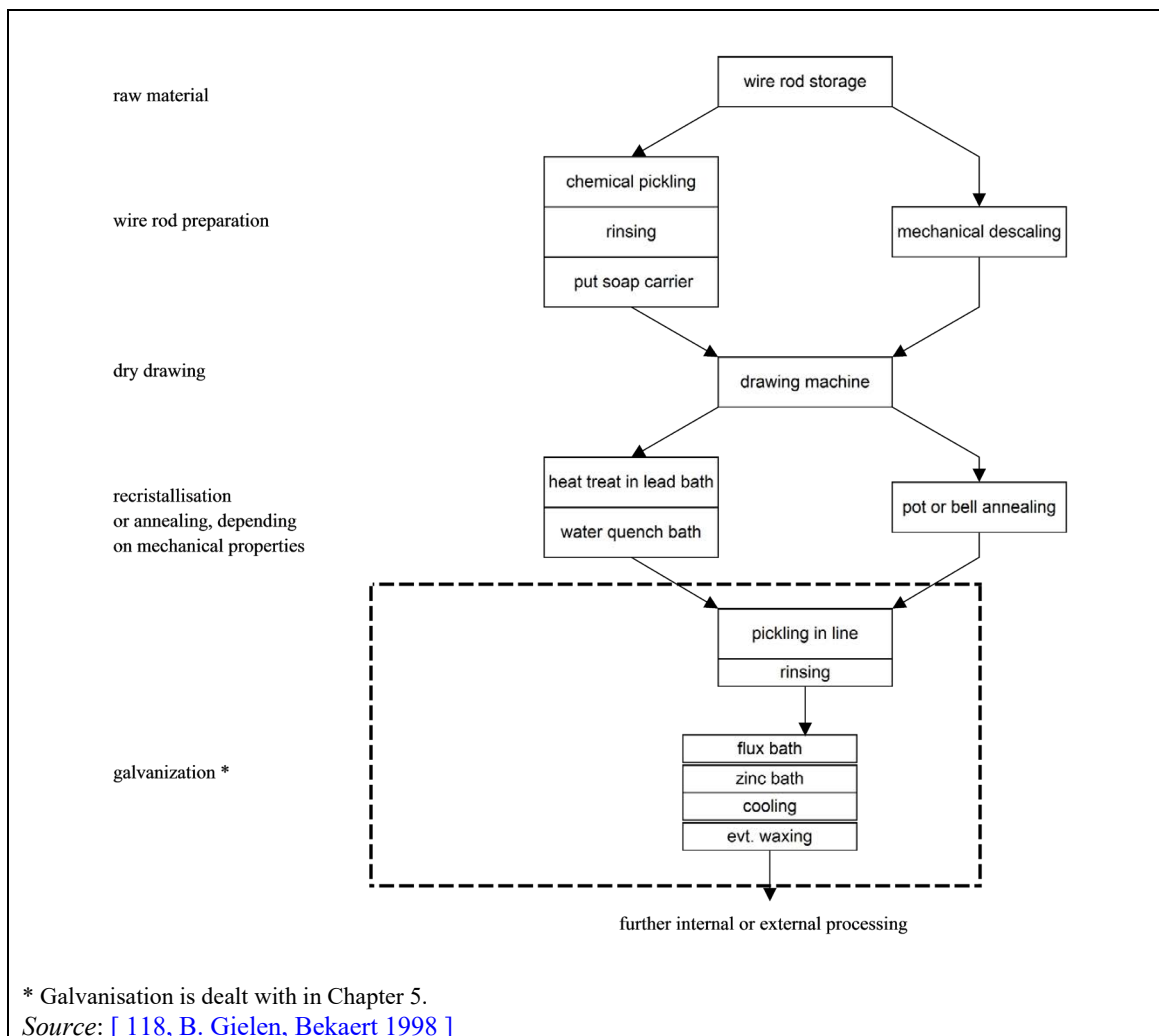 wire rod storage
raw material
chemical pickling
wire rod preparation
rinsing
mechanical descaling
put soap carrier
dry drawing
drawing machine
heat treat in lead bath
recristallisation
or annealing, depending
on mechanical properties
pot or bell annealing
water quench bath
pickling in line
rinsing
flux bath
galvanization *
zinc bath
cooling
evt. waxing
further internal or external processing
* Galvanisation is dealt with in Chapter 5.
Source: [ 118, B. Gielen, Bekaert 1998 ]